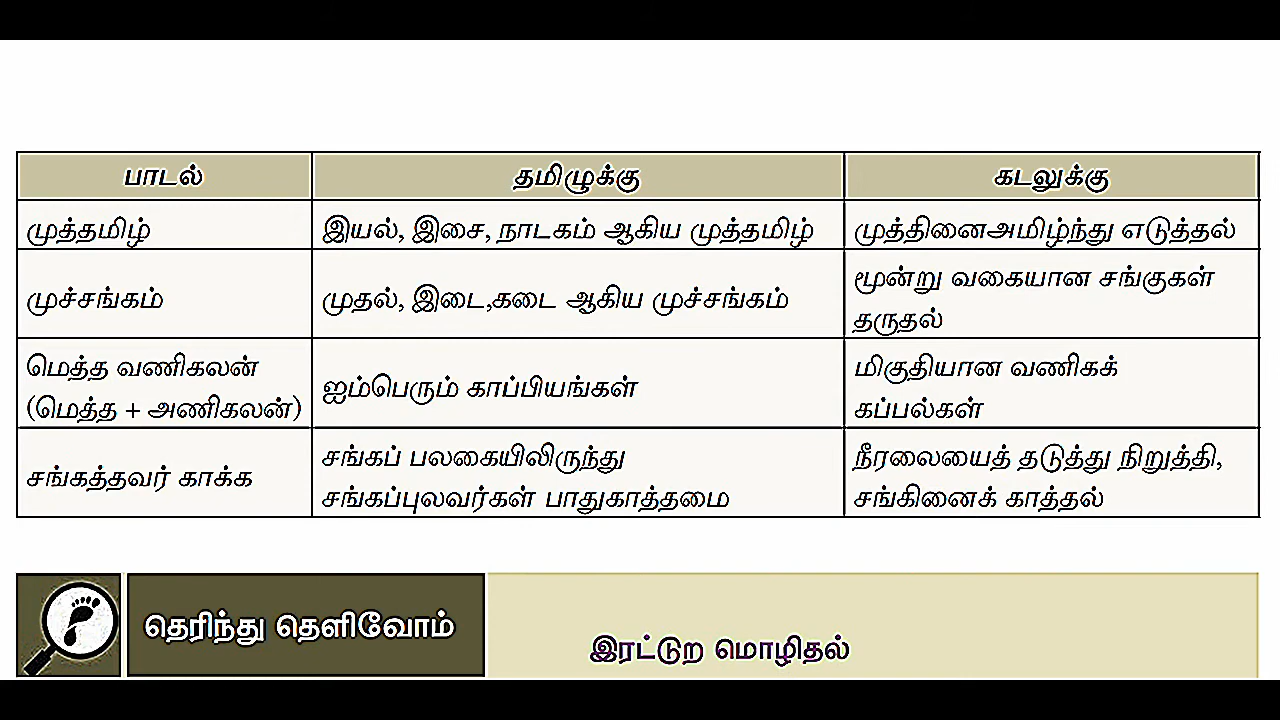 பாடல் தமிழுக்கு கடலுக்கு
முத்தமிழ் இயல், இசை, நாடகம் ஆகிய முத்தமிழ் முத்தினைஅமிழ்ந்து எடுத்தல்
முச்சங்கம் முதல், இடை,கடை ஆகிய முச்சங்கம் மூன்று வகையான சங்குகள்
தருதல்
மெத்த வணிகலன்
(மெத்த + அணிகலன்) ஐம்பெரும் காப்பியங்கள் மிகுதியான வணிகக்
கப்பல்கள்
சங்கத்தவர் காக்க சங்கப் பலகையிலிருந்து
சங்கப்புலவர்கள் பாதுகாத்தமை நீரலையைத் தடுத்து நிறுத்தி,
சங்கினைக் காத்தல்
தெரிந்து தெளிவோம்
இரட்டுற மொழிதல்